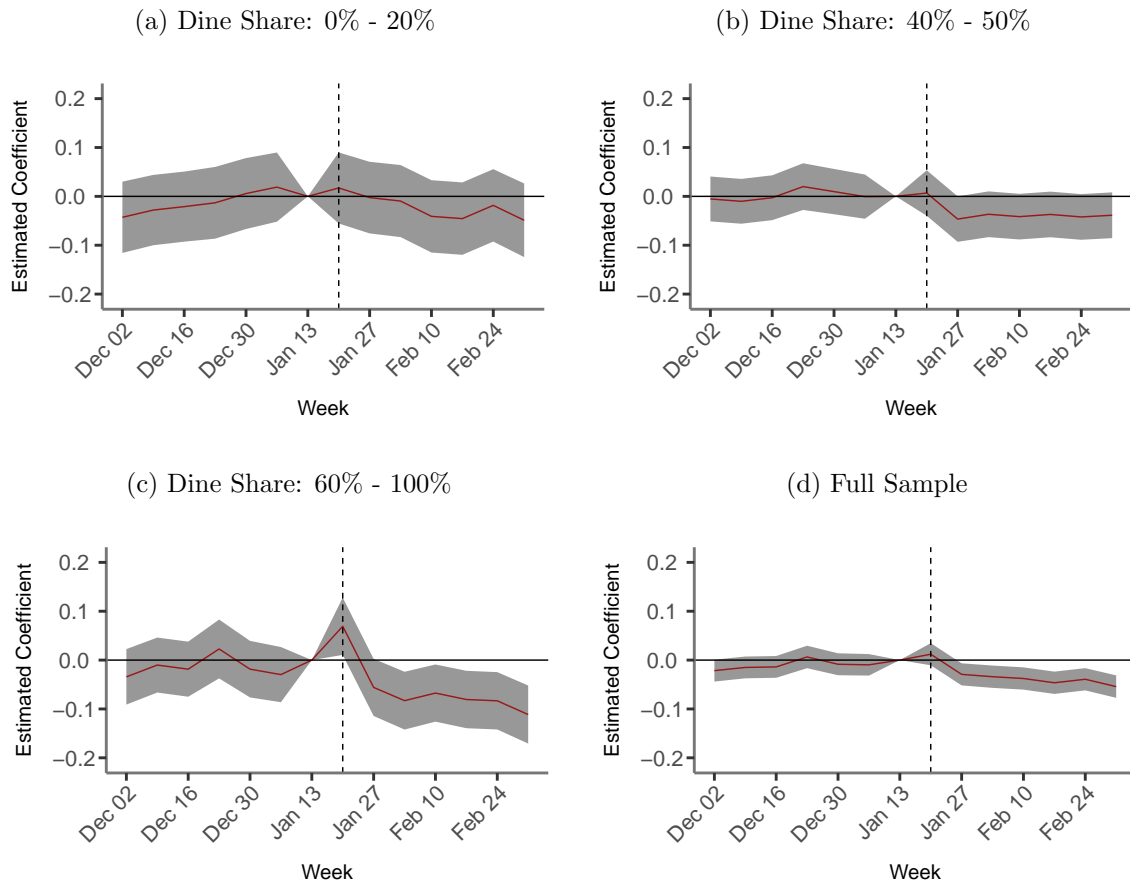 (a) Dine Share: 0% - 20%
Estimated Coefficient
0.2
0.1
0.0
−0.1
−0.2
Dec 02
Dec 16
Dec 30
Jan 13
Jan 27
Feb 10
Feb 24
Week
(b) Dine Share: 40% - 50%
Estimated Coefficient
0.2
0.1
0.0
−0.1
−0.2
Dec 02
Dec 16
Dec 30
Jan 13
Jan 27
Feb 10
Feb 24
Week
(c) Dine Share: 60% - 100%
Estimated Coefficient
0.2
0.1
0.0
−0.1
−0.2
Dec 02
Dec 16
Dec 30
Jan 13
Jan 27
Feb 10
Feb 24
Week
(d) Full Sample
Estimated Coefficient
0.2
0.1
0.0
−0.1
−0.2
Dec 02
Dec 16
Dec 30
Jan 13
Jan 27
Feb 10
Feb 24
Week